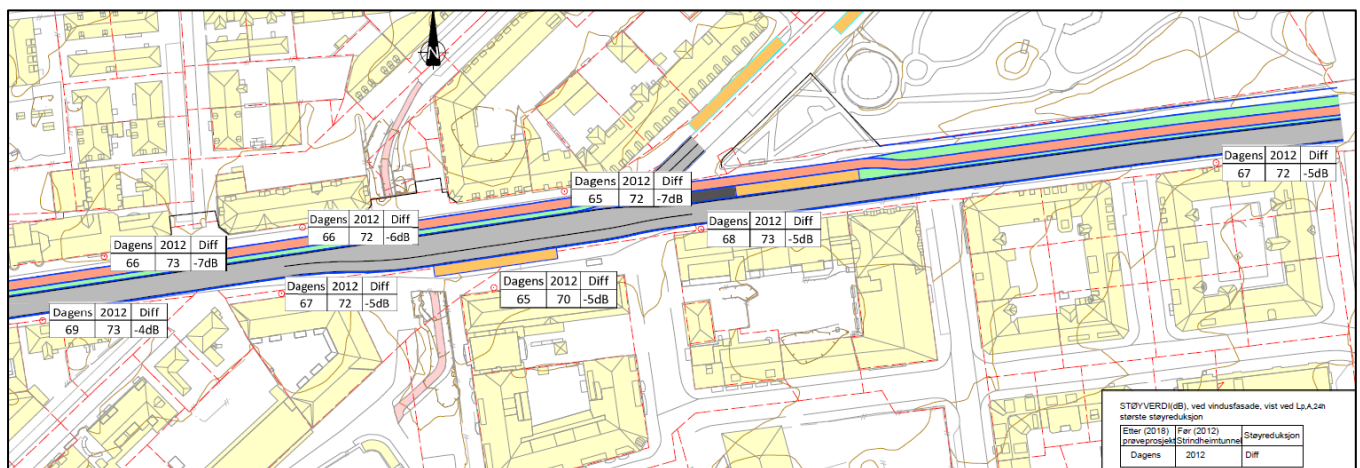 N
Dagens 2012 Diff
65 72 -7dB
Dagens 2012 Diff
67 72 -5dB
Dagens 2012 Diff
66 72 -6dB
Dagens 2012 Diff
68 73 -5dB
Dagens 2012 Diff
66 73 -7dB
Dagens 2012 Diff
67 72 -5dB
Dagens 2012 Diff
65 70 -5dB
Dagens 2012 Diff
69 73 -4dB
STØYVERDI(dB), ved vindusfasade, vist ved Lp,A,24h
største støyreduksjon
Etter (2018) Før (2012) Støyreduksjon
prøveprosjekt Strindheimtunnel
Dagens 2012 Diff